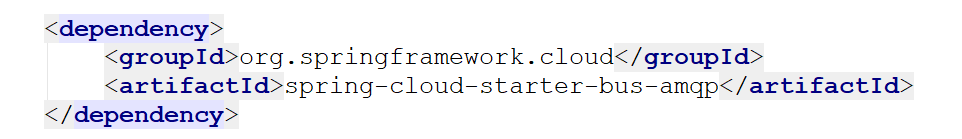 <dependency>
    <groupId>org.springframework.cloud</groupId>
    <artifactId>spring-cloud-starter-bus-amqp</artifactId>
</dependency>